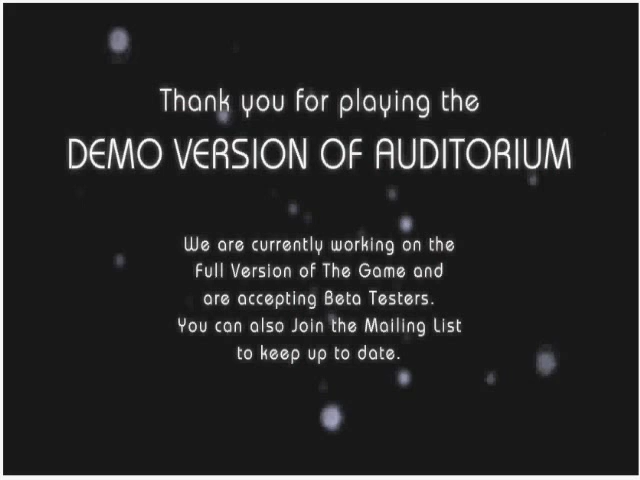 Thank you for playing the
DEMO VERSION OF AUDITORIUM
We are currently working on the
Full Version of The Game and
are accepting Beta Testers.
You can also Join the Mailing List
to keep up to date.